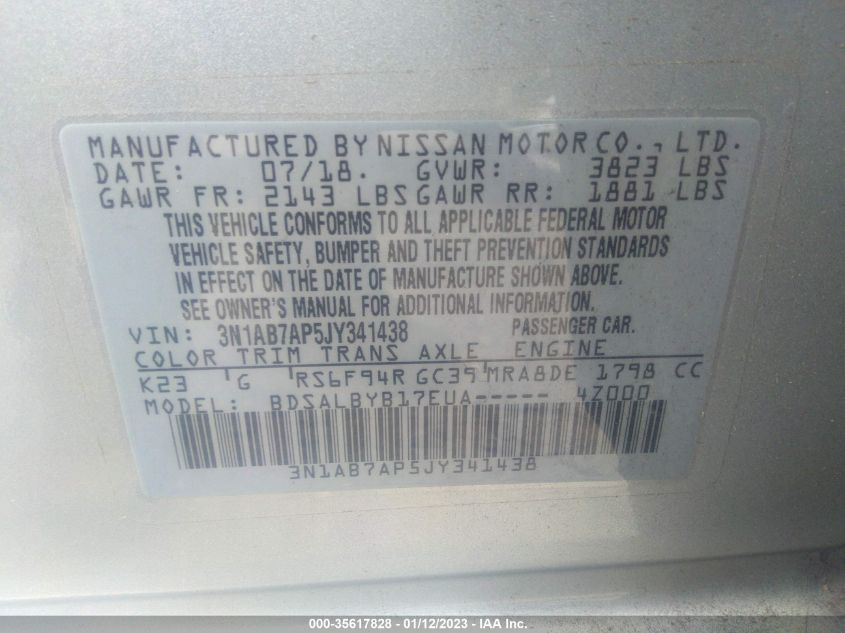 MANUFACTURED BY NISSAN MOTOR CO., LTD.
DATE: 07/18. GVWR: 3823 LBS
GAWR FR: 2143 LBS GAWR RR: 1881 LBS
THIS VEHICLE CONFORMS TO ALL APPLICABLE FEDERAL MOTOR
VEHICLE SAFETY, BUMPER AND THEFT PREVENTION STANDARDS
IN EFFECT ON THE DATE OF MANUFACTURE SHOWN ABOVE.
SEE OWNER'S MANUAL FOR ADDITIONAL INFORMATION.
VIN: 3N1AB7AP5JY341438 PASSENGER CAR.
COLOR TRIM TRANS AXLE ENGINE
K23 'G 'RS6F94R GC39 MRA8DE 1798 CC
MODEL: BDSALBYB17EUA----- 4Z000
3N1AB7AP5JY341438
000-35617828 - 01/12/2023 - IAA Inc.